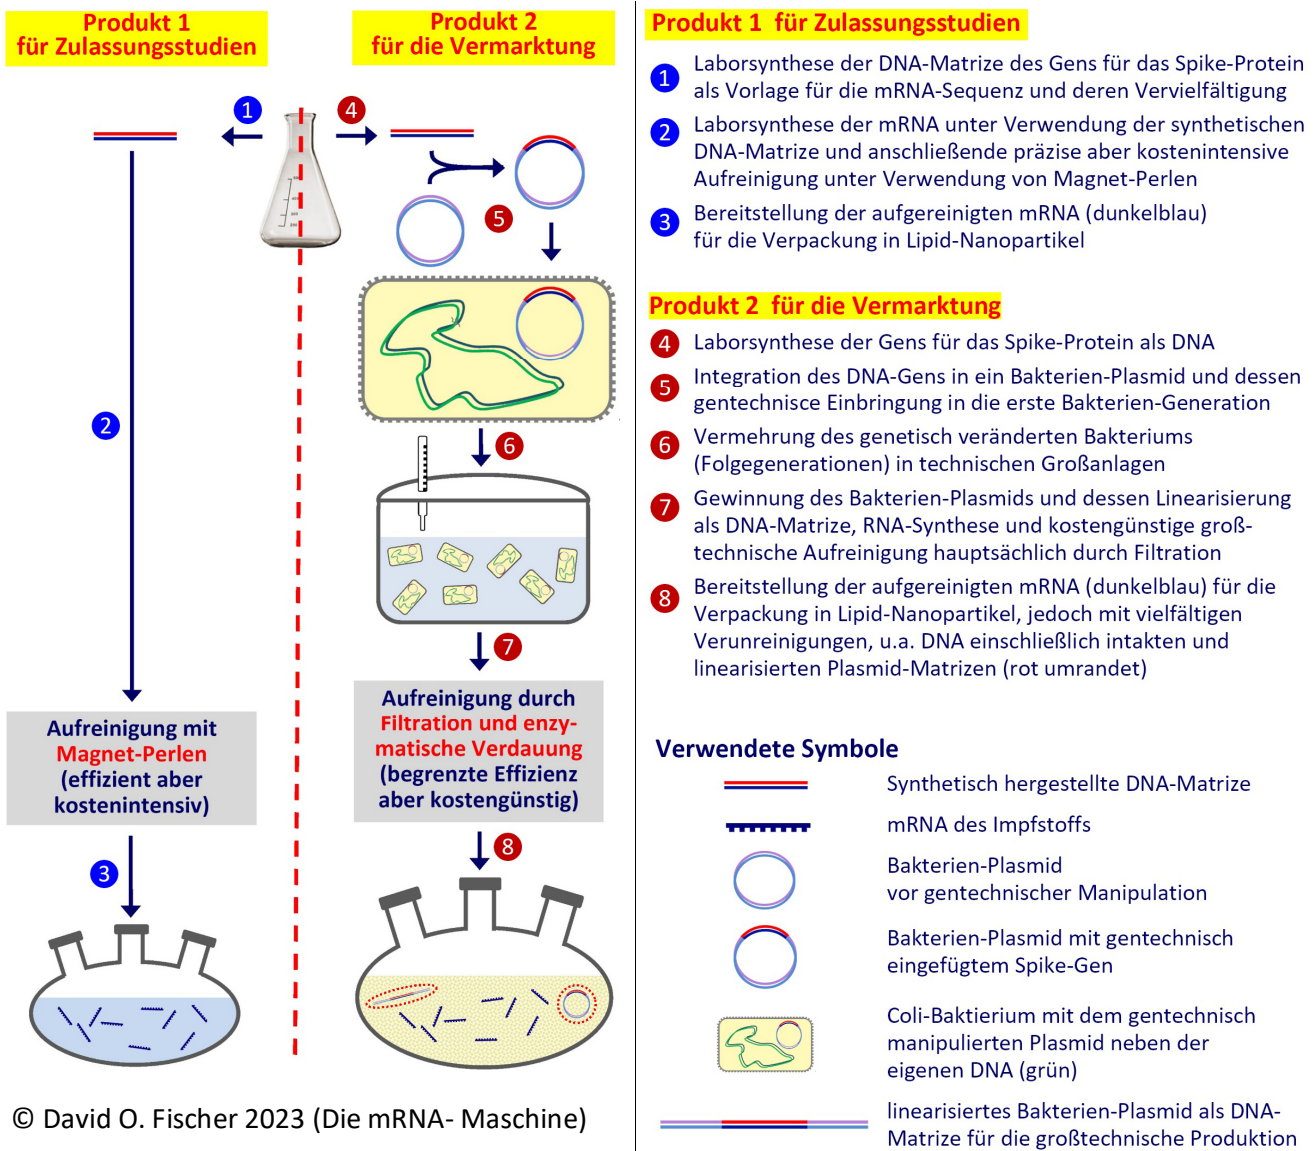 Produkt 1
für Zulassungsstudien
Produkt 2
für die Vermarktung
1
4
5
2
6
7
Aufreinigung mit
Magnet-Perlen
(effizient aber
kostenintensiv)
Aufreinigung durch
Filtration und enzy-
matische Verdauung
(begrenzte Effizienz
aber kostengünstig)
3
8
© David O. Fischer 2023 (Die mRNA- Maschine)
Produkt 1  für Zulassungsstudien
1 Laborsynthese der DNA-Matrize des Gens für das Spike-Protein
als Vorlage für die mRNA-Sequenz und deren Vervielfältigung
2 Laborsynthese der mRNA unter Verwendung der synthetischen
DNA-Matrize und anschließende präzise aber kostenintensive
Aufreinigung unter Verwendung von Magnet-Perlen
3 Bereitstellung der aufgereinigten mRNA (dunkelblau)
für die Verpackung in Lipid-Nanopartikel
Produkt 2  für die Vermarktung
4 Laborsynthese der Gens für das Spike-Protein als DNA
5 Integration des DNA-Gens in ein Bakterien-Plasmid und dessen
gentechnisce Einbringung in die erste Bakterien-Generation
6 Vermehrung des genetisch veränderten Bakteriums
(Folgegenerationen) in technischen Großanlagen
7 Gewinnung des Bakterien-Plasmids und dessen Linearisierung
als DNA-Matrize, RNA-Synthese und kostengünstige groß-
technische Aufreinigung hauptsächlich durch Filtration
8 Bereitstellung der aufgereinigten mRNA (dunkelblau) für die
Verpackung in Lipid-Nanopartikel, jedoch mit vielfältigen
Verunreinigungen, u.a. DNA einschließlich intakten und
linearisierten Plasmid-Matrizen (rot umrandet)
Verwendete Symbole
Synthetisch hergestellte DNA-Matrize
mRNA des Impfstoffs
Bakterien-Plasmid
vor gentechnischer Manipulation
Bakterien-Plasmid mit gentechnisch
eingefügtem Spike-Gen
Coli-Baktierium mit dem gentechnisch
manipulierten Plasmid neben der
eigenen DNA (grün)
linearisiertes Bakterien-Plasmid als DNA-
Matrize für die großtechnische Produktion